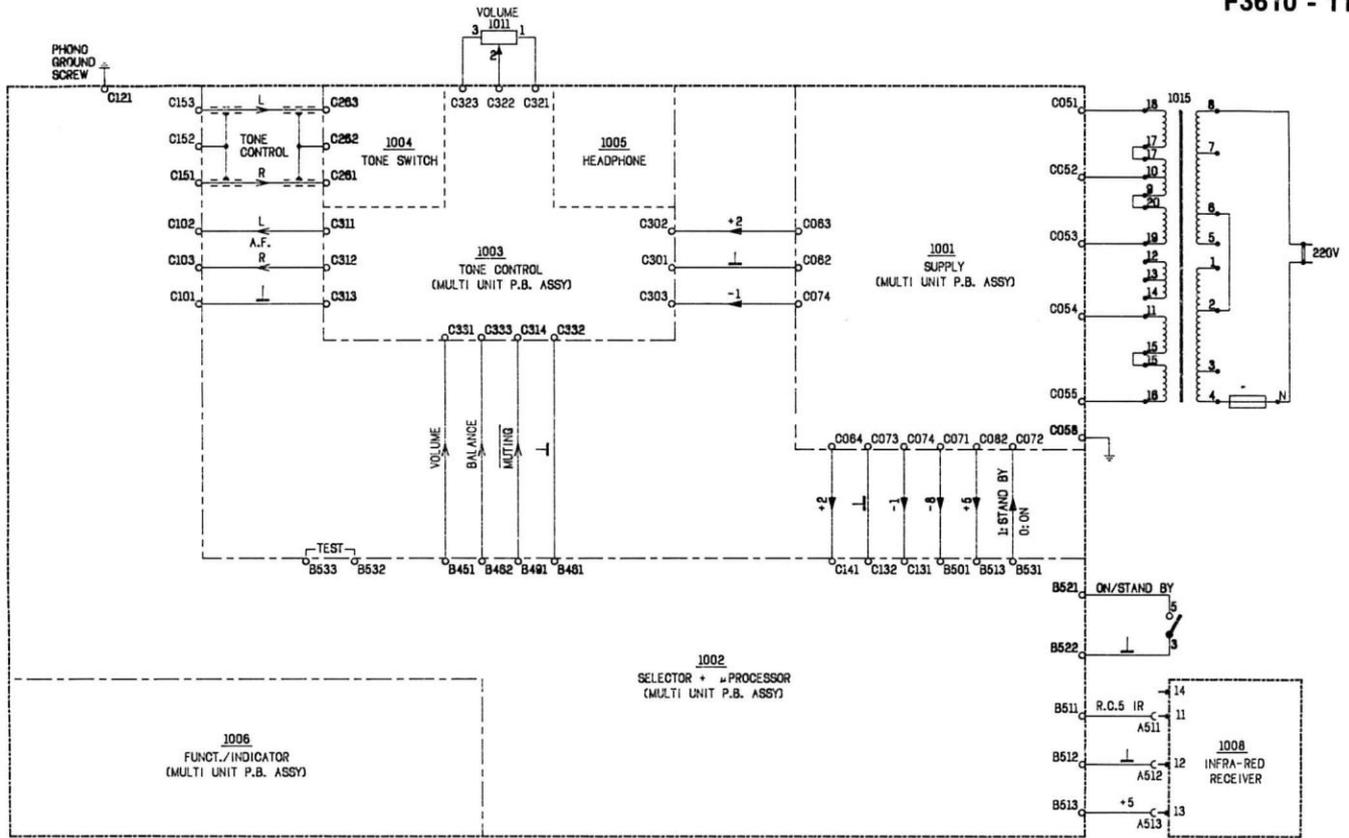 F3610 - 11
VOLUME
1011
3
1
2
PHONO
GROUND
SCREW
C121
C323
C322
C321
C153
L
C263
C152
TONE
CONTROL
C262
C151
R
C261
1004
TONE SWITCH
1005
HEADPHONE
C102
L
C311
A.F.
C103
R
C312
C101
C313
1003
TONE CONTROL
(MULTI UNIT P.B. ASSY)
C302
+2
C063
C301
C062
C303
-1
C074
1001
SUPPLY
(MULTI UNIT P.B. ASSY)
C051
C052
C053
C054
C055
C058
1015
18
17
17
10
9
20
19
12
13
14
11
15
15
16
8
7
6
5
1
2
3
4
N
220V
C331
C333
C314
C332
VOLUME
BALANCE
MUTING
C064
C073
C074
C071
C082
C072
+2
-1
-8
+5
1: STAND BY
0: ON
TEST
B533
B532
B451
B462
B491
B461
C141
C132
C131
B501
B513
B531
B521
ON/STAND BY
5
3
B522
1002
SELECTOR + µPROCESSOR
(MULTI UNIT P.B. ASSY)
1006
FUNCT./INDICATOR
(MULTI UNIT P.B. ASSY)
14
B511
R.C.5 IR
A511
11
B512
A512
12
B513
+5
A513
13
1008
INFRA-RED
RECEIVER